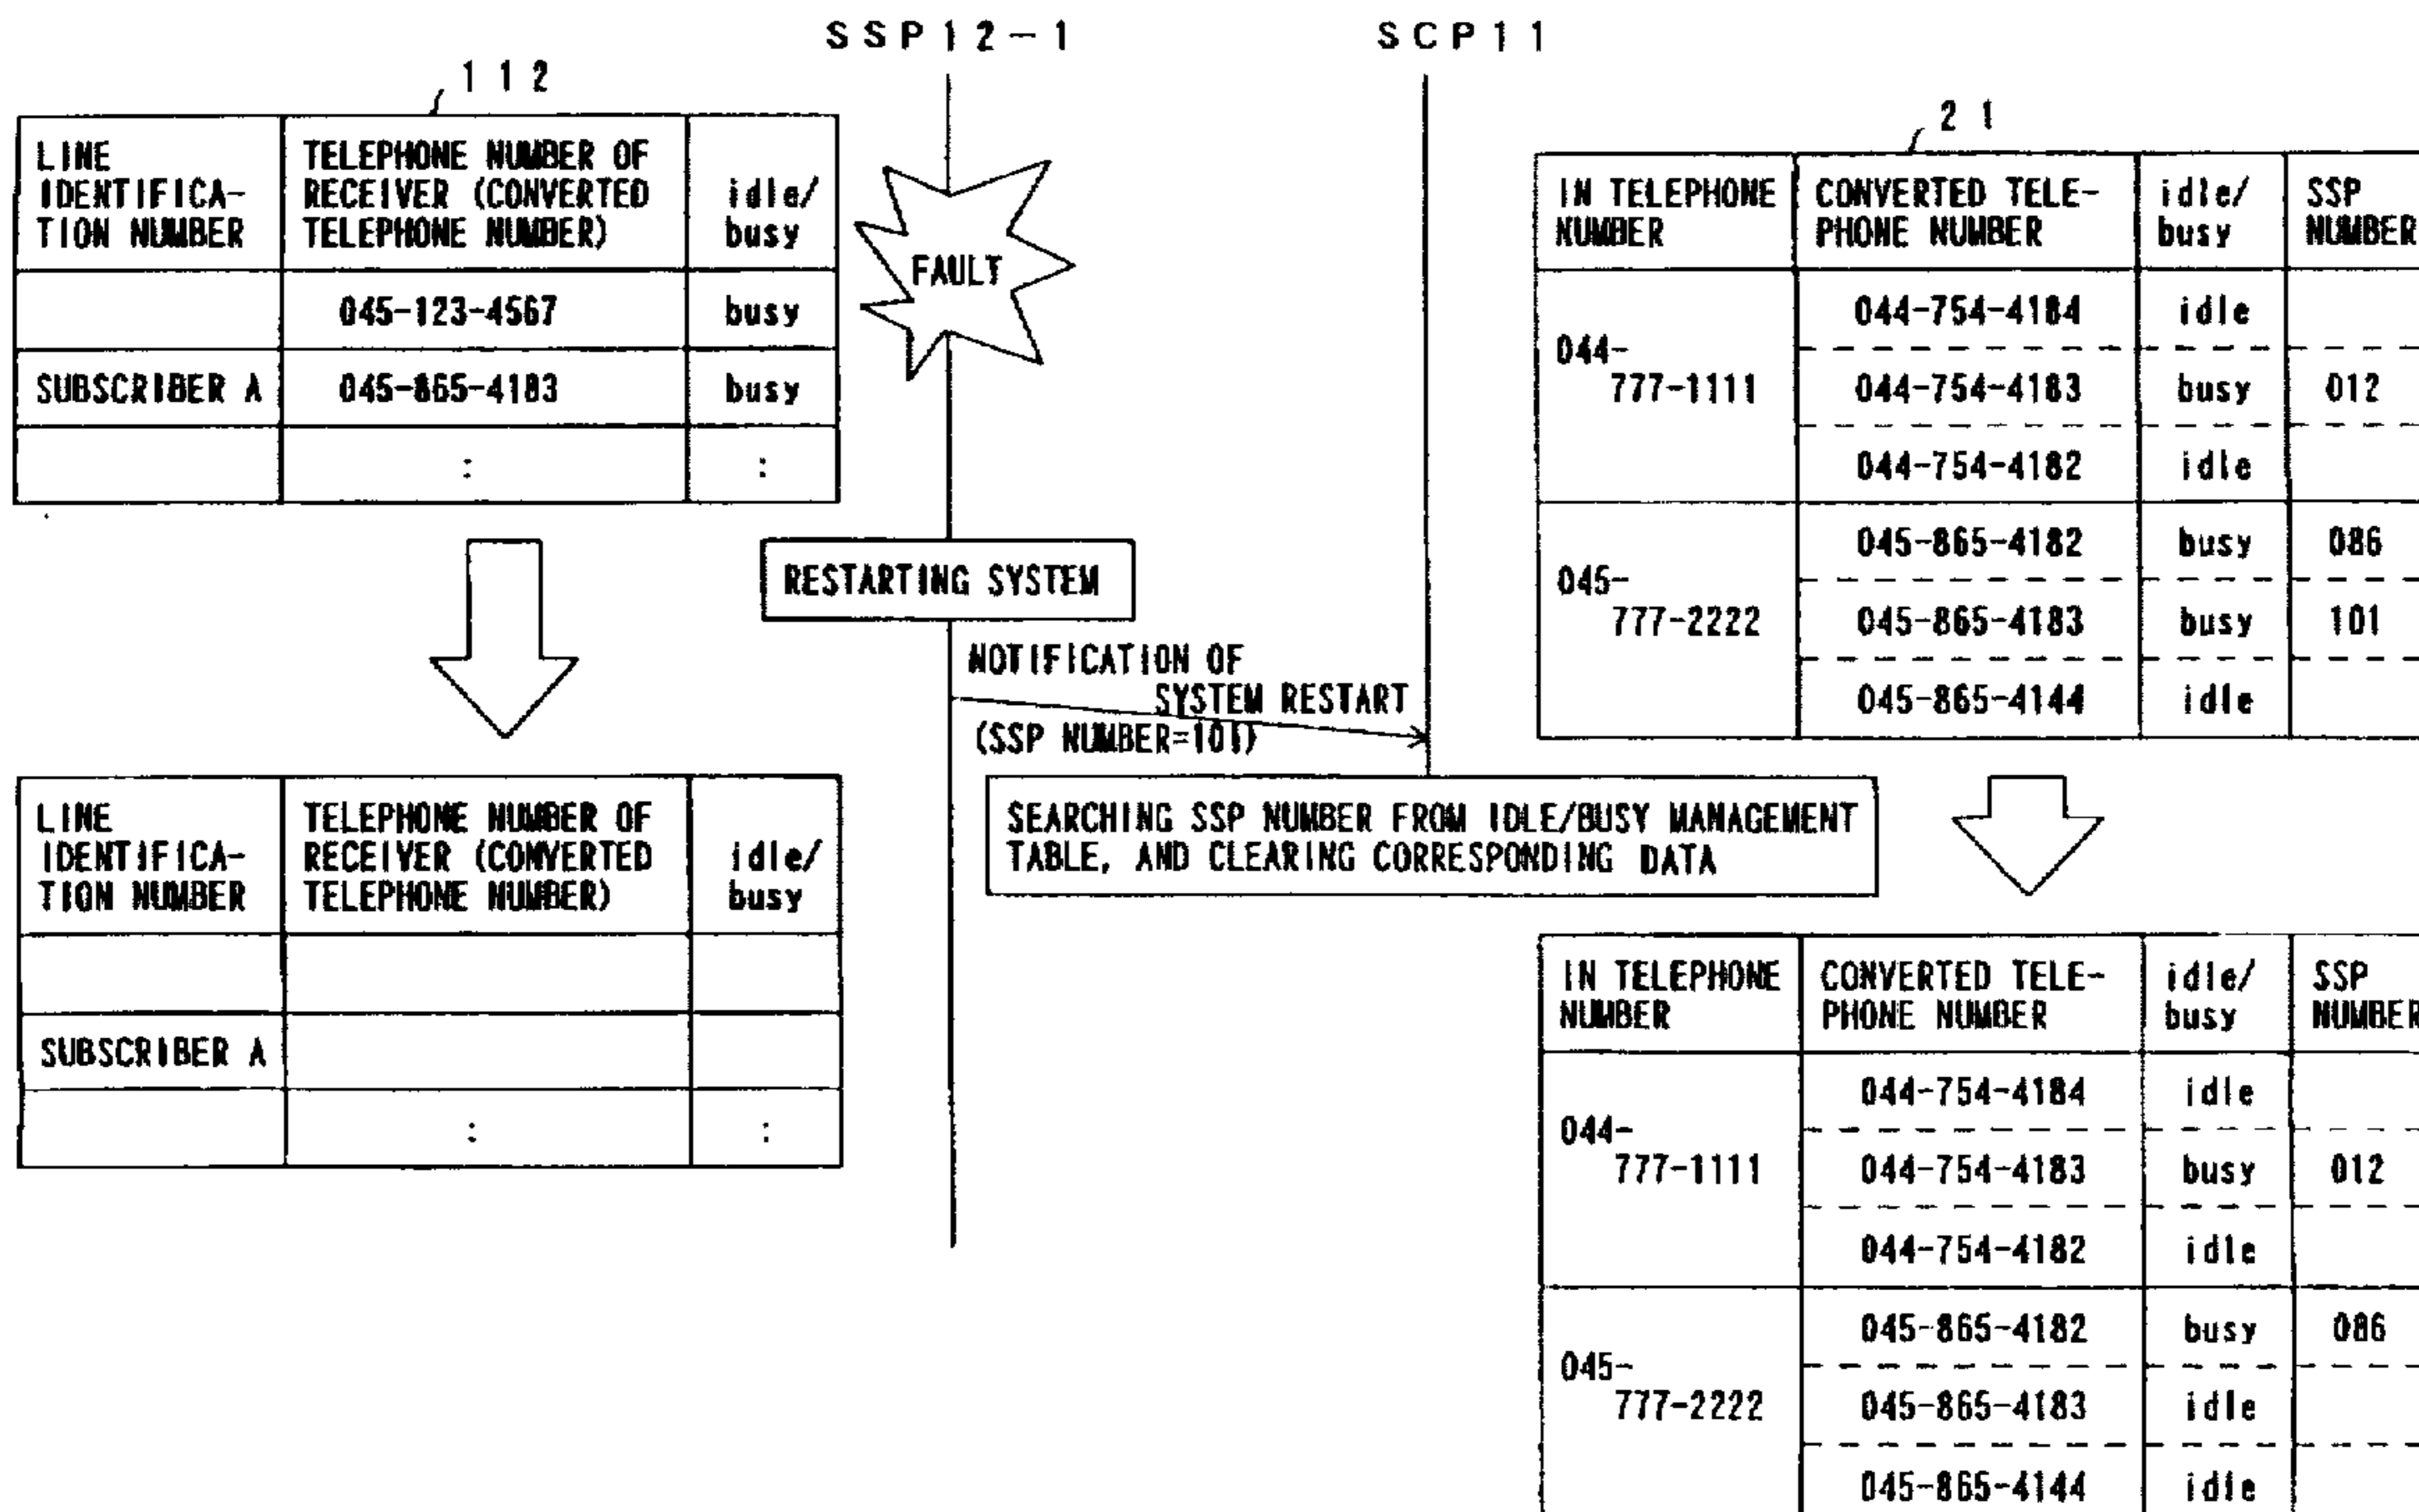 SSP12-1
SCP11
112
LINE
IDENTIFICA-
TION NUMBER
TELEPHONE NUMBER OF
RECEIVER (CONVERTED
TELEPHONE NUMBER)
idle/
busy
045-123-4567 busy
SUBSCRIBER A 045-865-4183 busy
: :
FAULT
21
IN TELEPHONE
NUMBER
CONVERTED TELE-
PHONE NUMBER
idle/
busy
SSP
NUMBER
044-
777-1111
044-754-4184 idle
044-754-4183 busy 012
044-754-4182 idle
045-
777-2222
045-865-4182 busy 086
045-865-4183 busy 101
045-865-4144 idle
RESTARTING SYSTEM
NOTIFICATION OF
SYSTEM RESTART
(SSP NUMBER=101)
SEARCHING SSP NUMBER FROM IDLE/BUSY MANAGEMENT
TABLE, AND CLEARING CORRESPONDING DATA
LINE
IDENTIFICA-
TION NUMBER
TELEPHONE NUMBER OF
RECEIVER (CONVERTED
TELEPHONE NUMBER)
idle/
busy
SUBSCRIBER A
: :
IN TELEPHONE
NUMBER
CONVERTED TELE-
PHONE NUMBER
idle/
busy
SSP
NUMBER
044-
777-1111
044-754-4184 idle
044-754-4183 busy 012
044-754-4182 idle
045-
777-2222
045-865-4182 busy 086
045-865-4183 idle
045-865-4144 idle